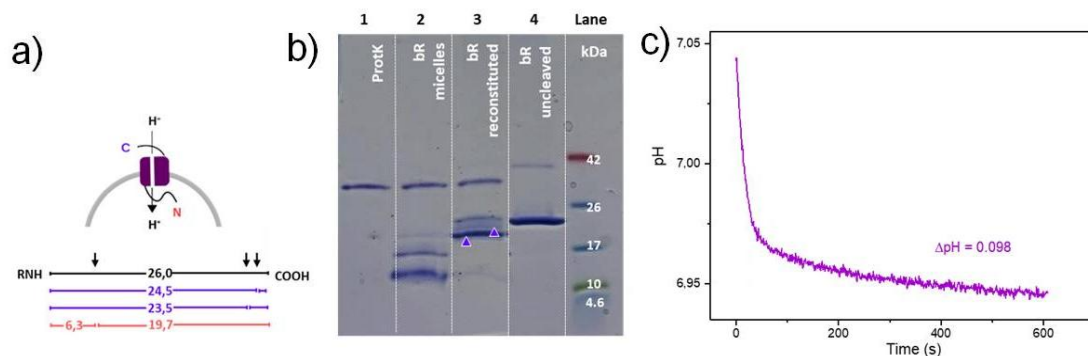 a)
H⁺
C
N
H⁺
RNH 26,0 COOH
24,5
23,5
6,3 19,7
b)
1 2 3 4 Lane
ProtK
bR
micelles
bR
reconstituted
bR
uncleaved
kDa
42
26
17
10
4.6
c)
7,05
7,00
6,95
pH
ΔpH = 0.098
0 200 400 600
Time (s)